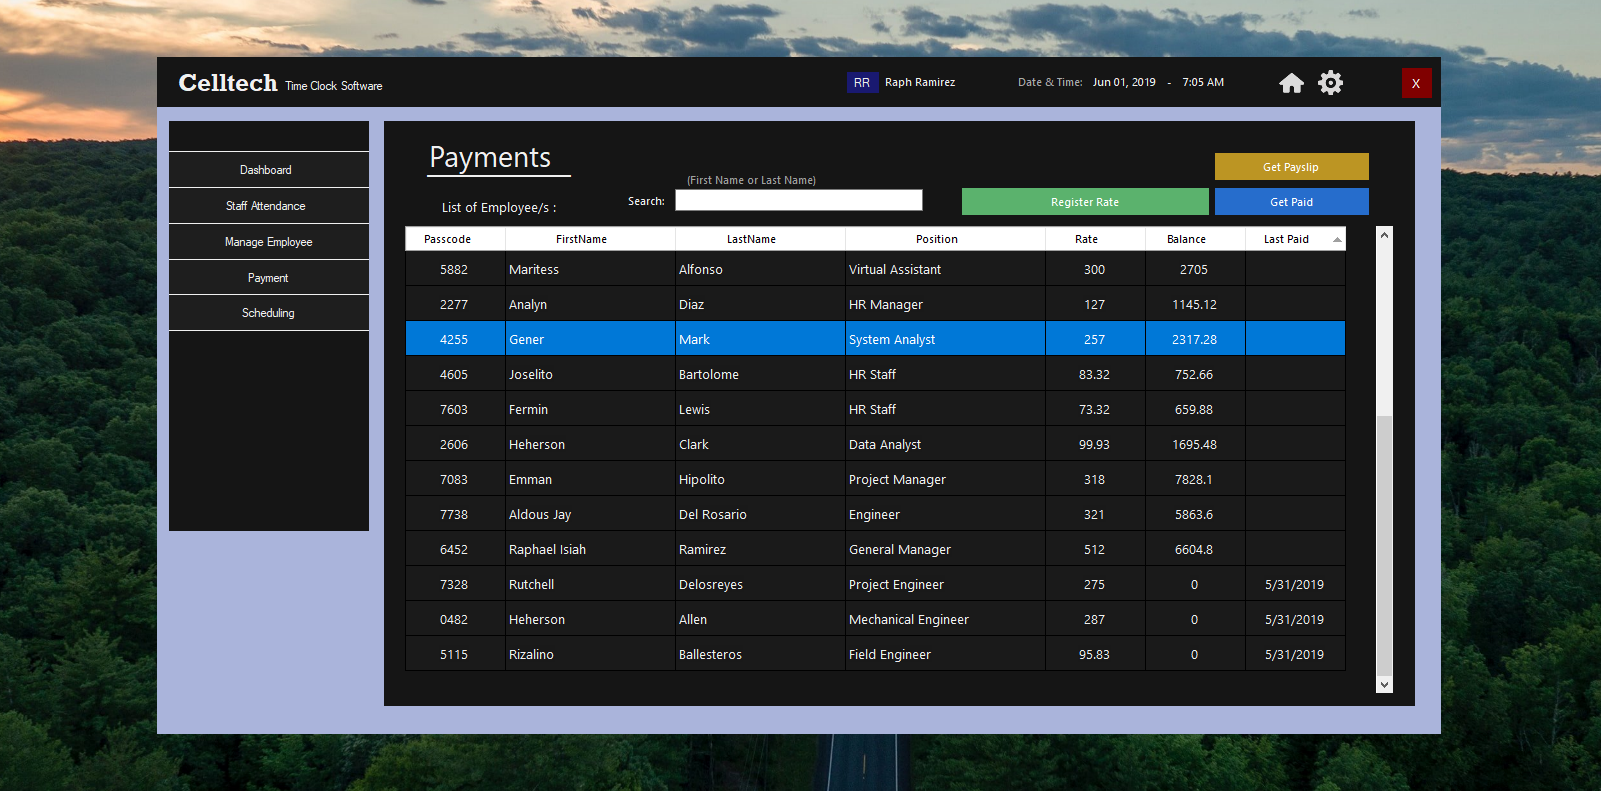 Celltech Time Clock Software RR Raph Ramirez Date & Time: Jun 01, 2019 - 7:05 AM X
Dashboard
Staff Attendance
Manage Employee
Payment
Scheduling
Payments
Get Payslip
(First Name or Last Name)
List of Employee/s : Search: Register Rate Get Paid
Passcode FirstName LastName Position Rate Balance Last Paid
5882 Maritess Alfonso Virtual Assistant 300 2705
2277 Analyn Diaz HR Manager 127 1145.12
4255 Gener Mark System Analyst 257 2317.28
4605 Joselito Bartolome HR Staff 83.32 752.66
7603 Fermin Lewis HR Staff 73.32 659.88
2606 Heherson Clark Data Analyst 99.93 1695.48
7083 Emman Hipolito Project Manager 318 7828.1
7738 Aldous Jay Del Rosario Engineer 321 5863.6
6452 Raphael Isiah Ramirez General Manager 512 6604.8
7328 Rutchell Delosreyes Project Engineer 275 0 5/31/2019
0482 Heherson Allen Mechanical Engineer 287 0 5/31/2019
5115 Rizalino Ballesteros Field Engineer 95.83 0 5/31/2019